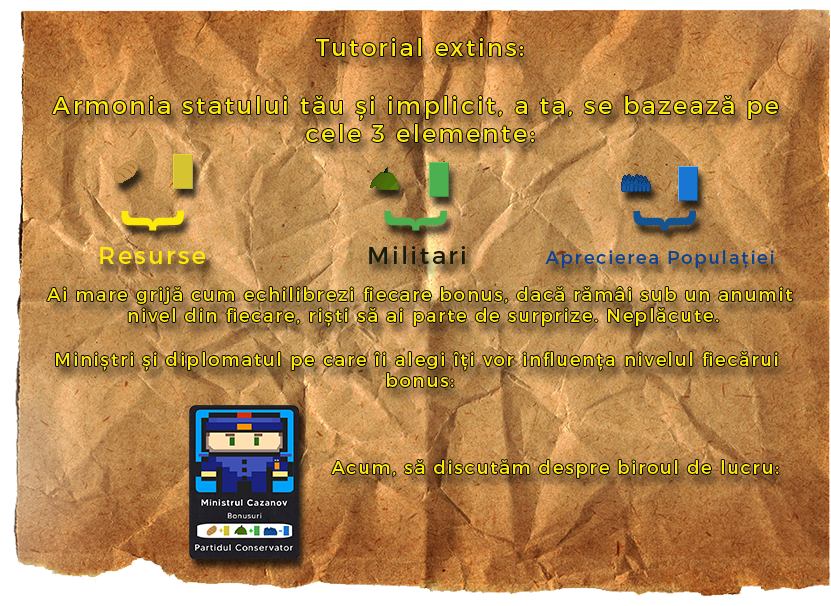 Tutorial extins:
Armonia statului tău și implicit, a ta, se bazează pe
cele 3 elemente:
Resurse
Militari
Aprecierea Populației
Ai mare grijă cum echilibrezi fiecare bonus, dacă rămâi sub un anumit
nivel din fiecare, riști să ai parte de surprize. Neplăcute.
Miniștri și diplomatul pe care îi alegi îți vor influența nivelul fiecărui
bonus:
Acum, să discutăm despre biroul de lucru:
Ministrul Cazanov
Bonusuri
Partidul Conservator